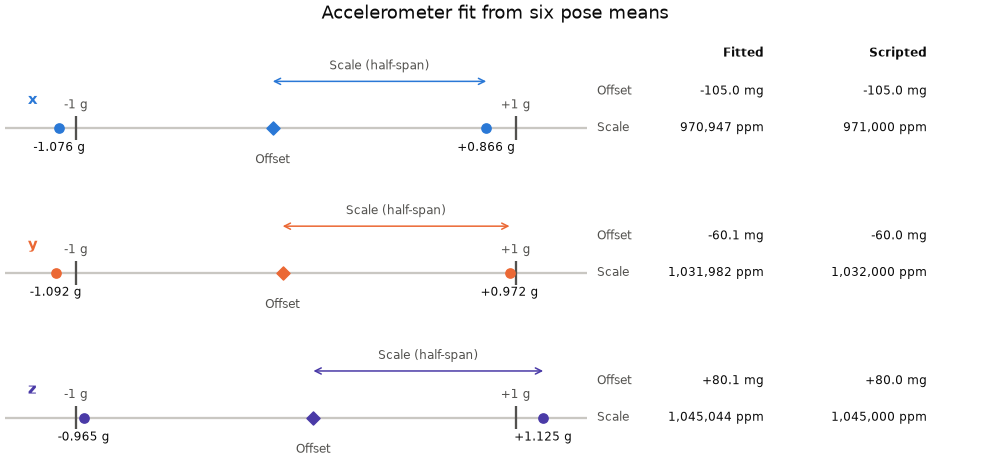 Accelerometer fit from six pose means
Fitted Scripted
Scale (half-span)
Offset -105.0 mg -105.0 mg
x
-1 g +1 g
Scale 970,947 ppm 971,000 ppm
-1.076 g +0.866 g
Offset
Scale (half-span)
Offset -60.1 mg -60.0 mg
y
-1 g +1 g
Scale 1,031,982 ppm 1,032,000 ppm
-1.092 g +0.972 g
Offset
Scale (half-span)
Offset +80.1 mg +80.0 mg
z
-1 g +1 g
Scale 1,045,044 ppm 1,045,000 ppm
-0.965 g +1.125 g
Offset